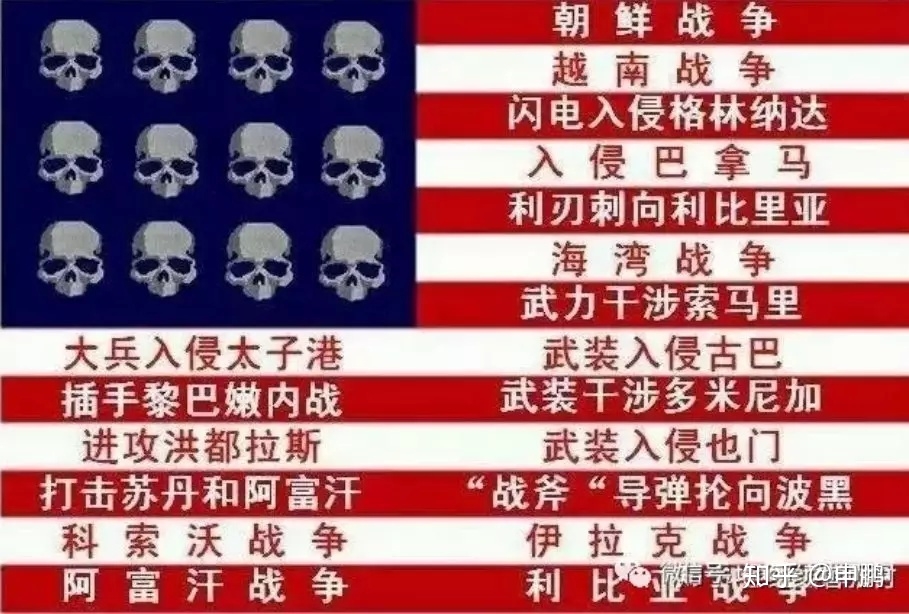 朝鲜战争
越南战争
闪电入侵格林纳达
入侵巴拿马
利刃刺向利比里亚
海湾战争
武力干涉索马里
大兵入侵太子港 武装入侵古巴
插手黎巴嫩内战 武装干涉多米尼加
进攻洪都拉斯 武装入侵也门
打击苏丹和阿富汗 “战斧“导弹抡向波黑
科索沃战争 伊拉克战争
阿富汗战争 利比亚战争
微信号:
知乎 @申鹏